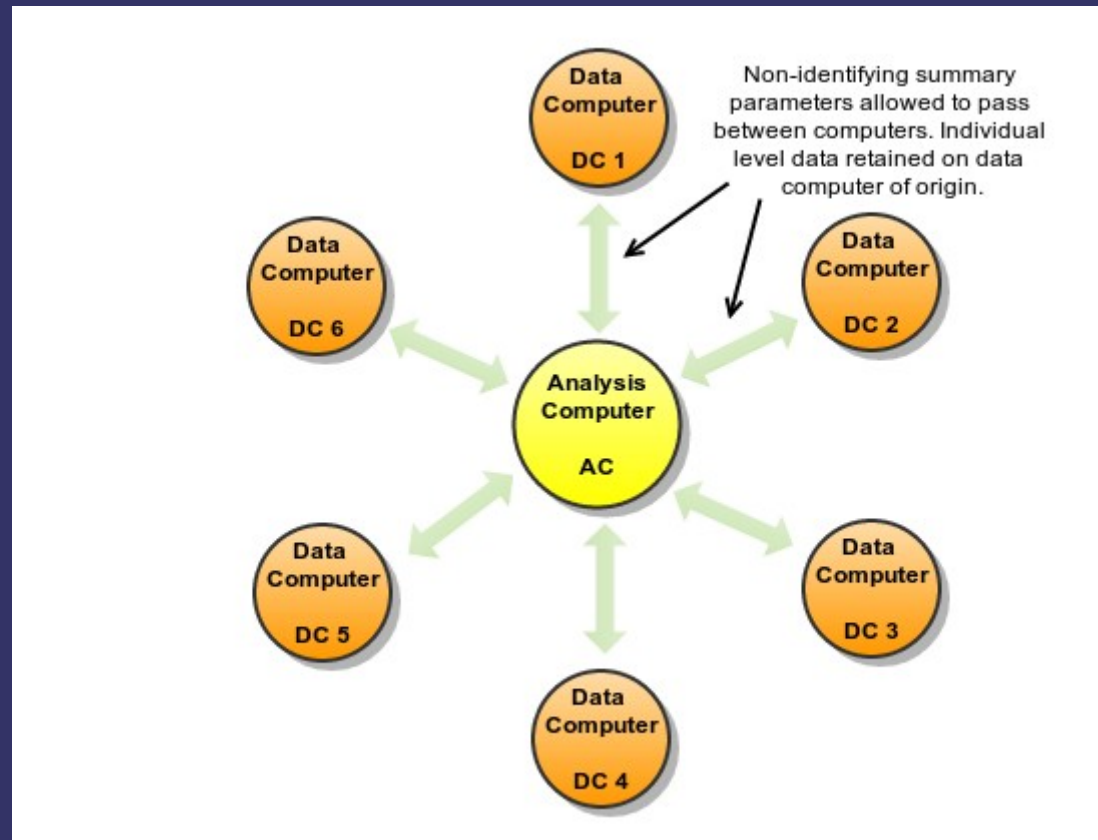 Data
Computer
DC 1
Non-identifying summary
parameters allowed to pass
between computers. Individual
level data retained on data
computer of origin.
Data
Computer
DC 2
Data
Computer
DC 6
Analysis
Computer
AC
Data
Computer
DC 3
Data
Computer
DC 5
Data
Computer
DC 4